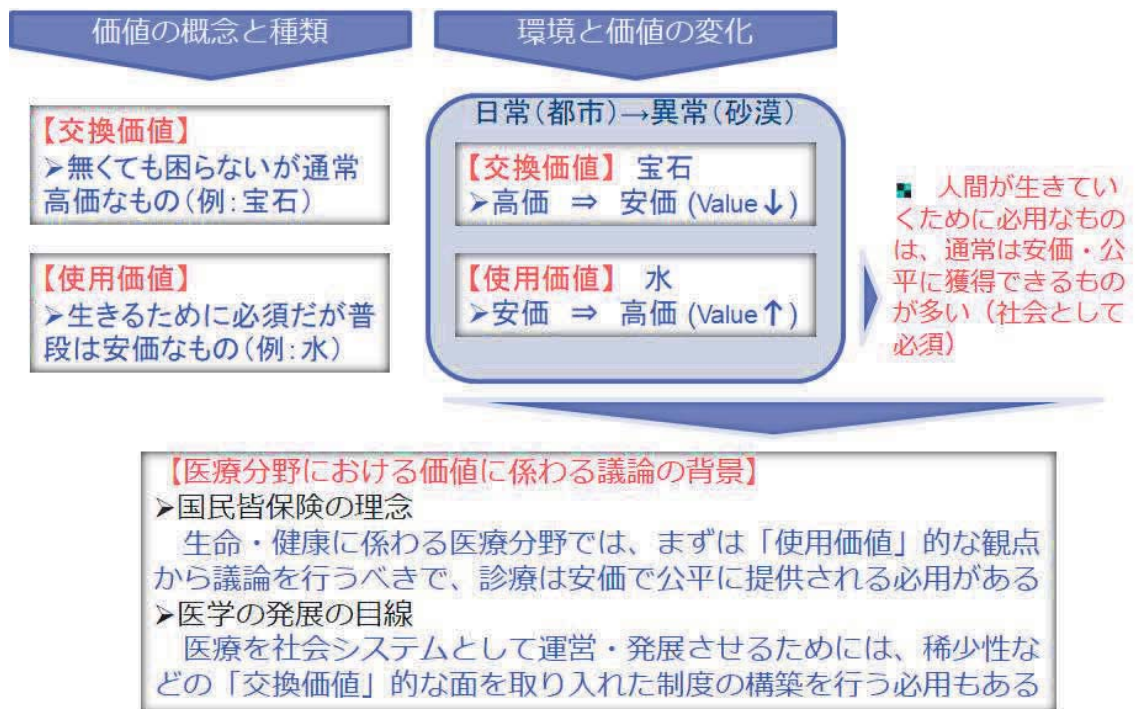 価値の概念と種類
【交換価値】
➢無くても困らないが通常
高価なもの(例:宝石)
【使用価値】
➢生きるために必須だが普
段は安価なもの(例:水)
環境と価値の変化
日常(都市)→異常(砂漠)
【交換価値】 宝石
➢高価 ⇒ 安価 (Value↓)
【使用価値】 水
➢安価 ⇒ 高価 (Value↑)
■ 人間が生きてい
くために必用なもの
は、通常は安価・公
平に獲得できるもの
が多い(社会として
必須)
【医療分野における価値に係わる議論の背景】
➢国民皆保険の理念
生命・健康に係わる医療分野では、まずは「使用価値」的な観点
から議論を行うべきで、診療は安価で公平に提供される必用がある
➢医学の発展の目線
医療を社会システムとして運営・発展させるためには、稀少性な
どの「交換価値」的な面を取り入れた制度の構築を行う必用もある